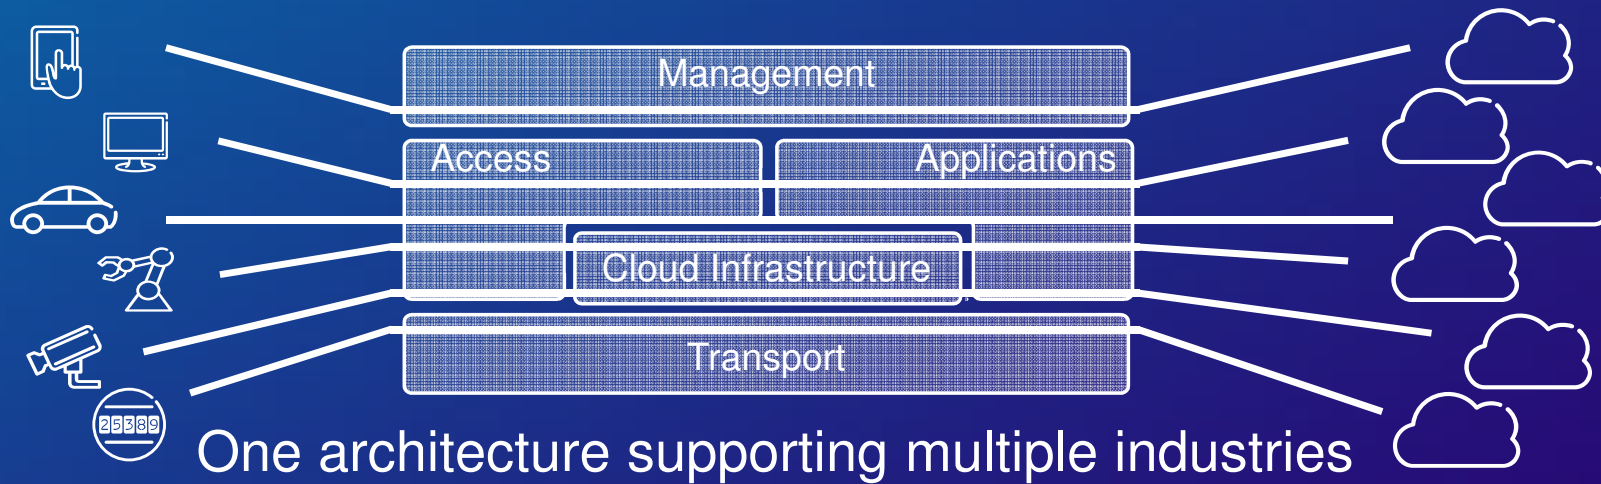 Management
Access
Applications
Cloud Infrastructure
Transport
25389
One architecture supporting multiple industries